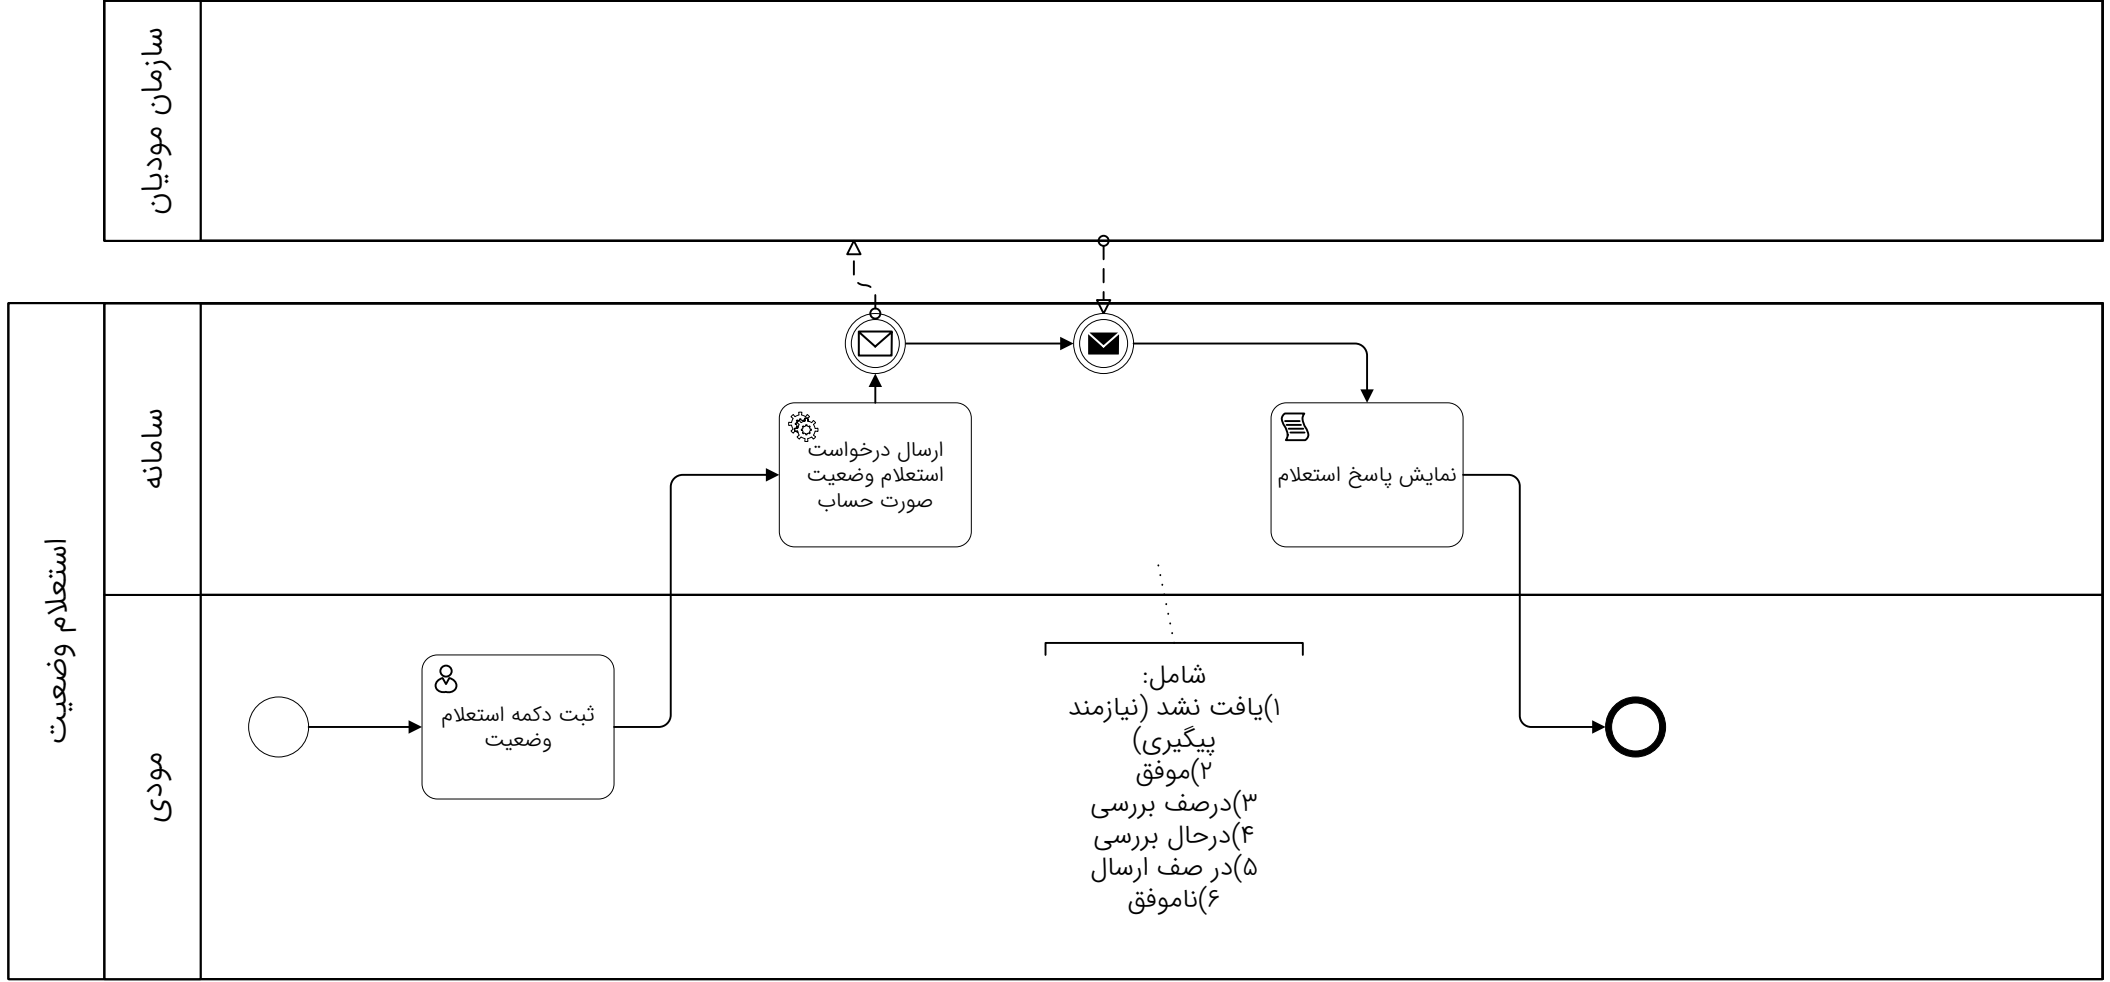 سازمان مودیان
استعلام وضعیت
سامانه
ارسال درخواست
استعلام وضعیت
صورت حساب
نمایش پاسخ استعلام
مودی
ثبت دکمه استعلام
وضعیت
شامل:
۱)یافت نشد (نیازمند
پیگیری)
۲)موفق
۳)درصف بررسی
۴)درحال بررسی
۵)در صف ارسال
۶)ناموفق